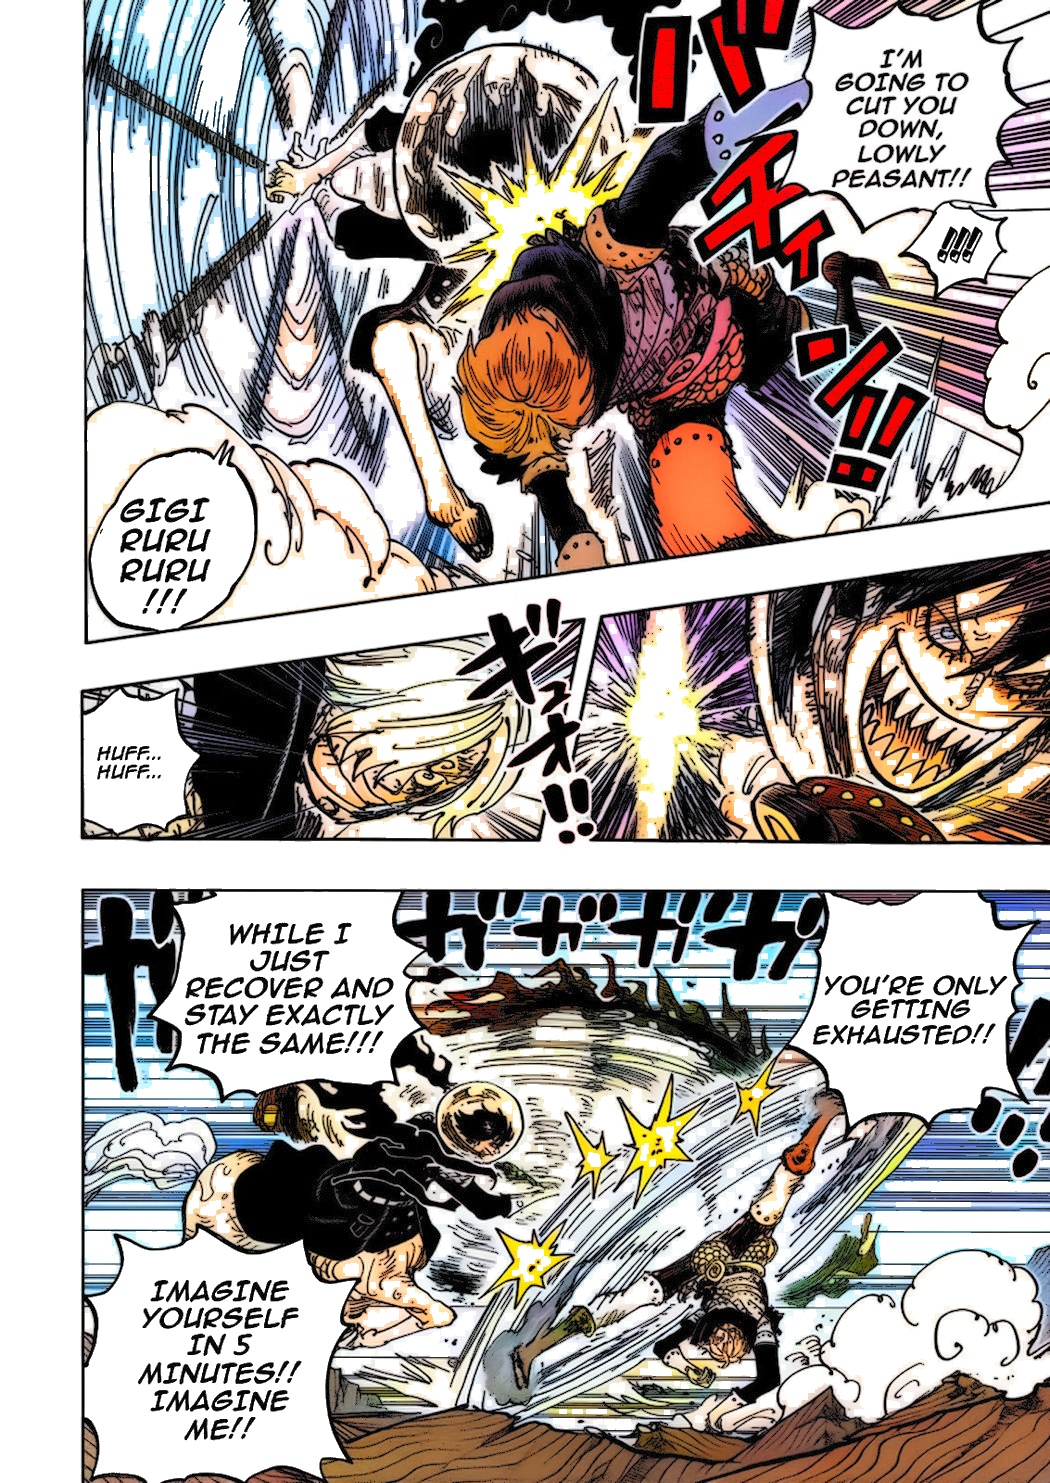 I'M
GOING TO
CUT YOU
DOWN,
LOWLY
PEASANT!!
!!!
バチィン!!
GIGI
RURU
RURU
!!!
ギュオォ!!
HUFF...
HUFF...
YOU'RE ONLY
GETTING
EXHAUSTED!!
WHILE I
JUST
RECOVER AND
STAY EXACTLY
THE SAME!!!
ガガガガガ!!!
IMAGINE
YOURSELF
IN 5
MINUTES!!
IMAGINE
ME!!